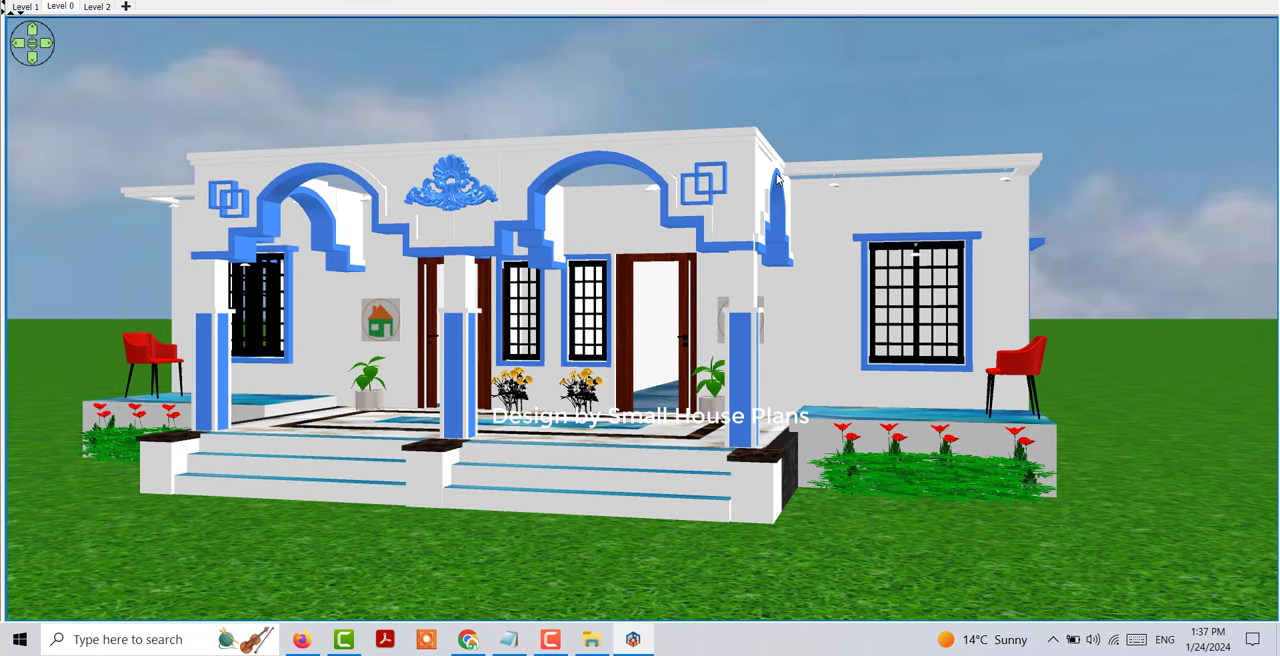 Level 1
Level 0
Level 2
Design by Small House Plans
Type here to search
14°C Sunny
ENG
1:37 PM
1/24/2024